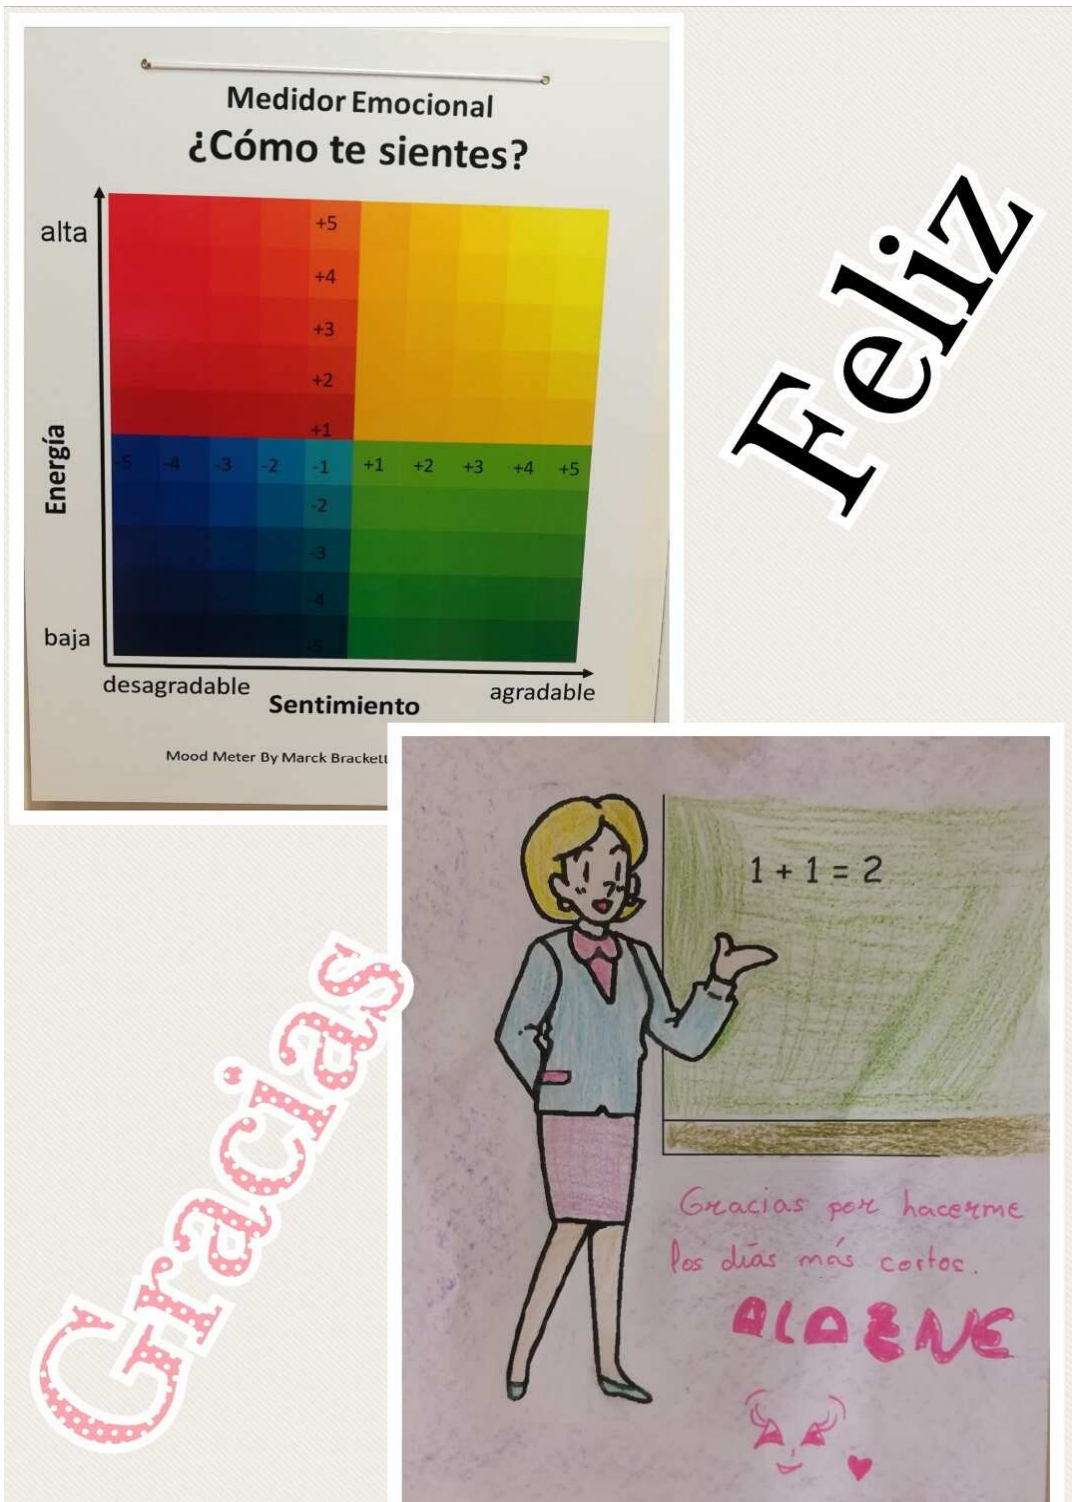 Medidor Emocional
¿Cómo te sientes?
alta
Energía
baja
+5
+4
+3
+2
+1
-5 -4 -3 -2 -1 +1 +2 +3 +4 +5
-2
-3
-4
-5
desagradable
agradable
Sentimiento
Mood Meter By Marck Brackett
Feliz
1 + 1 = 2
Gracias por hacerme
los días más cortos.
ALAZNE
Gracias